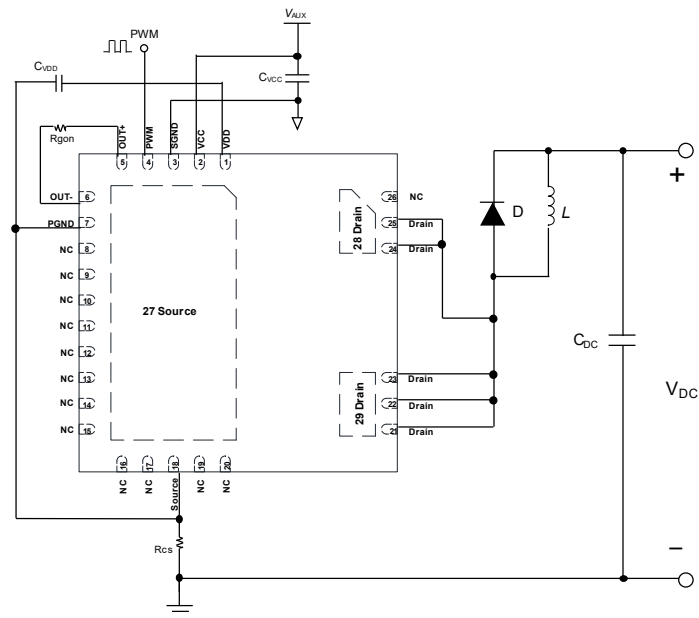 VAUX
PWM
CVDD
CVCC
Rgon
OUT+
PWM
SGND
VCC
VDD
5
4
3
2
1
OUT-
6
PGND
7
NC
8
NC
9
NC
10
NC
11
NC
12
NC
13
NC
14
NC
15
27 Source
28 Drain
29 Drain
26
NC
25
Drain
24
Drain
23
Drain
22
Drain
21
Drain
16
17
18
19
20
NC
NC
Source
NC
NC
Rcs
D
L
CDC
+
VDC
−